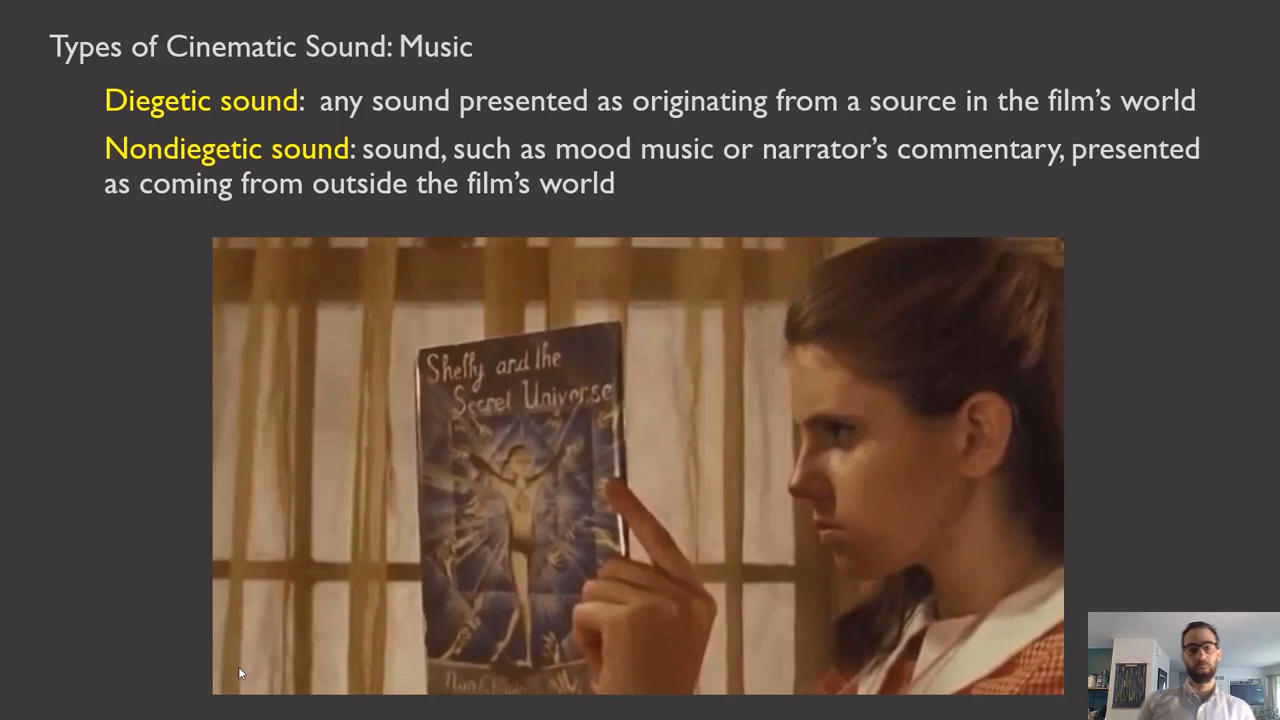 Types of Cinematic Sound: Music
Diegetic sound: any sound presented as originating from a source in the film’s world
Nondiegetic sound: sound, such as mood music or narrator’s commentary, presented
as coming from outside the film’s world
Shelly and the
Secret Universe